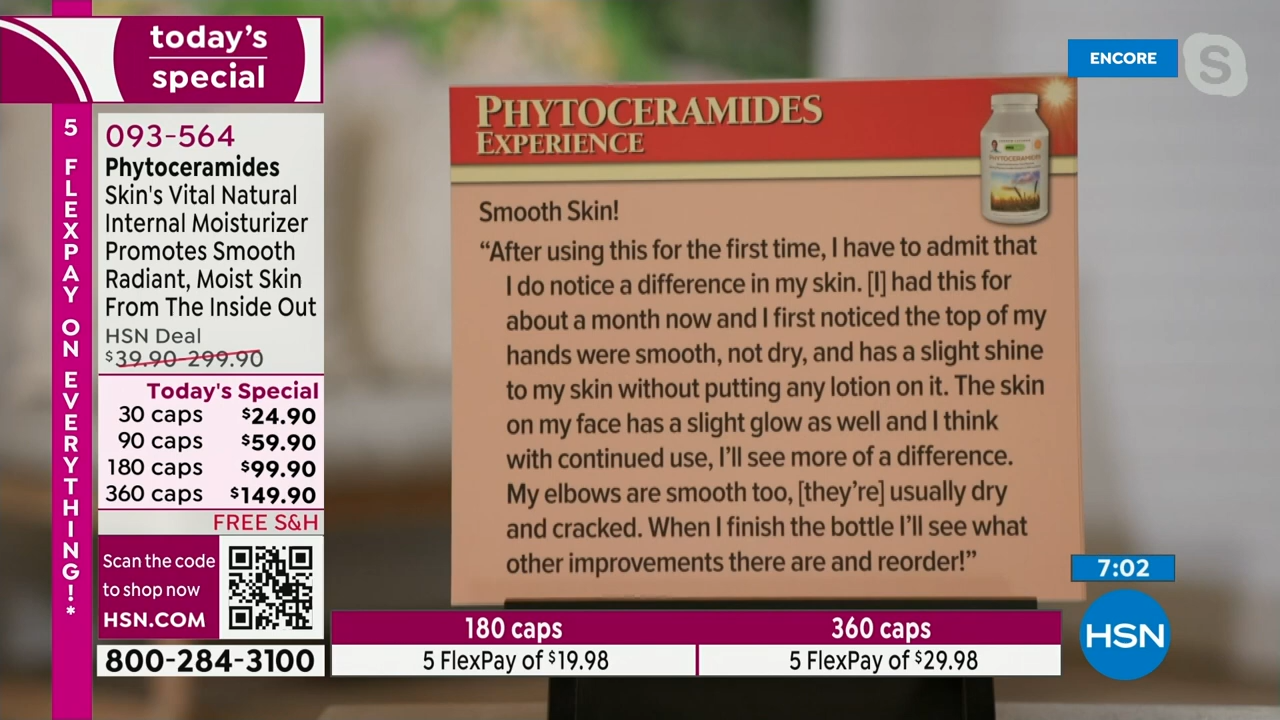 today's
special
5 FLEXPAY ON EVERYTHING!*
093-564
Phytoceramides
Skin's Vital Natural
Internal Moisturizer
Promotes Smooth
Radiant, Moist Skin
From The Inside Out
HSN Deal
$39.90-299.90
Today's Special
30 caps $24.90
90 caps $59.90
180 caps $99.90
360 caps $149.90
FREE S&H
Scan the code
to shop now
HSN.COM
800-284-3100
ENCORE
S
PHYTOCERAMIDES
EXPERIENCE
PHYTOCERAMIDES
Smooth Skin!
“After using this for the first time, I have to admit that
I do notice a difference in my skin. [I] had this for
about a month now and I first noticed the top of my
hands were smooth, not dry, and has a slight shine
to my skin without putting any lotion on it. The skin
on my face has a slight glow as well and I think
with continued use, I’ll see more of a difference.
My elbows are smooth too, [they’re] usually dry
and cracked. When I finish the bottle I’ll see what
other improvements there are and reorder!”
7:02
HSN
180 caps 360 caps
5 FlexPay of $19.98 5 FlexPay of $29.98